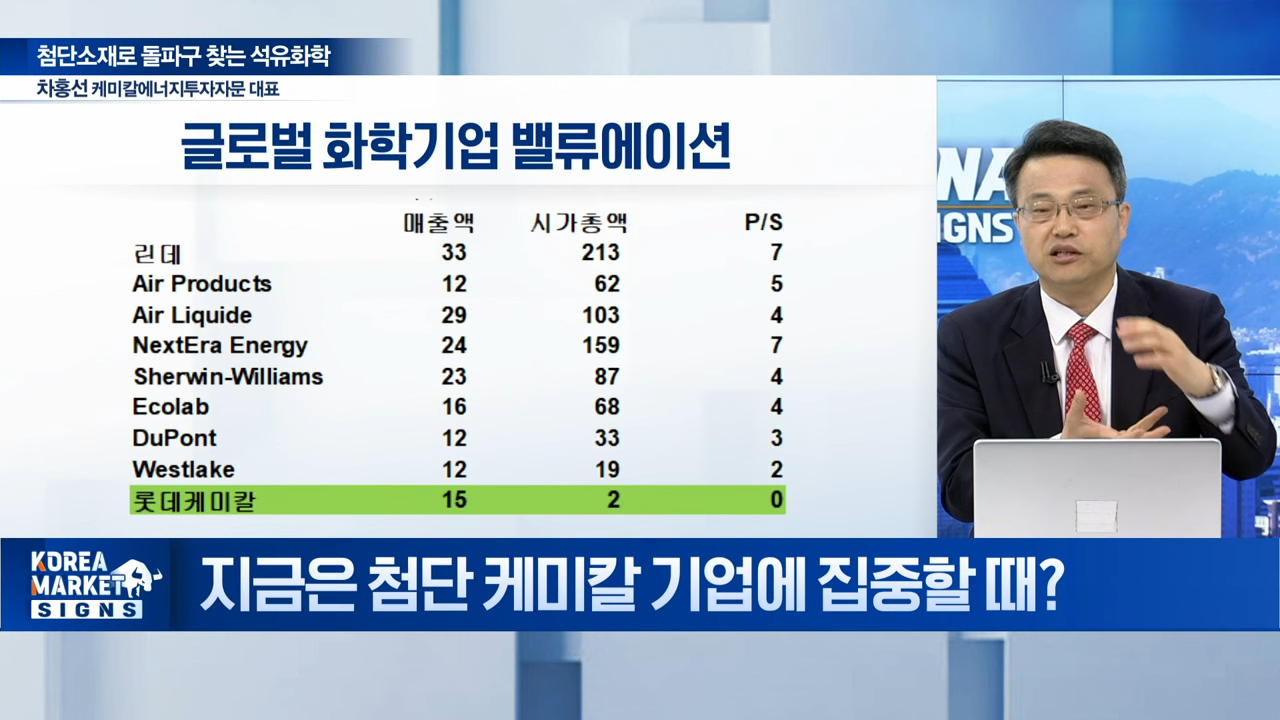 첨단소재로 돌파구 찾는 석유화학
차홍선 케미칼에너지투자자문 대표
글로벌 화학기업 밸류에이션
매출액 시가총액 P/S
린데 33 213 7
Air Products 12 62 5
Air Liquide 29 103 4
NextEra Energy 24 159 7
Sherwin-Williams 23 87 4
Ecolab 16 68 4
DuPont 12 33 3
Westlake 12 19 2
롯데케미칼 15 2 0
NA
IGNS
KOREA
MARKET
SIGNS
지금은 첨단 케미칼 기업에 집중할 때?